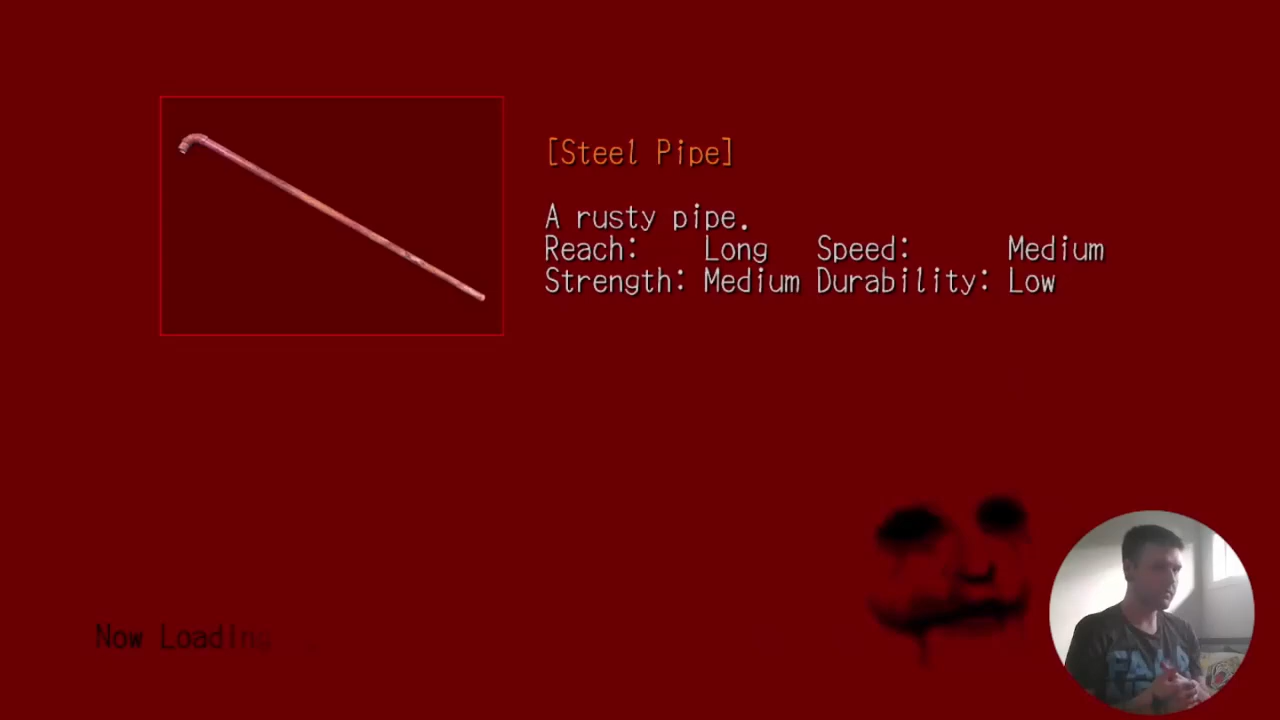 [Steel Pipe]
A rusty pipe.
Reach: Long Speed: Medium
Strength: Medium Durability: Low
Now Loading